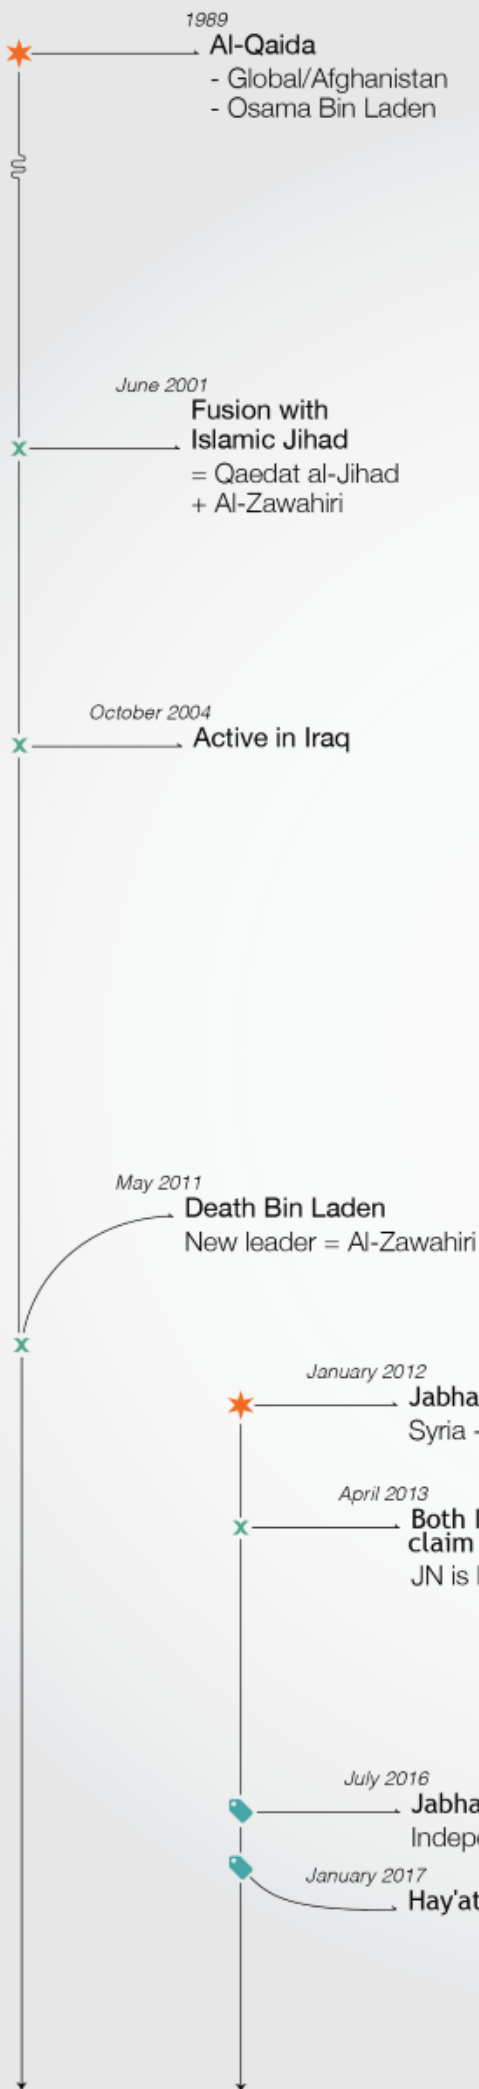 1989
Al-Qaida
- Global/Afghanistan
- Osama Bin Laden
June 2001
Fusion with
Islamic Jihad
= Qaedat al-Jihad
+ Al-Zawahiri
October 2004
Active in Iraq
May 2011
Death Bin Laden
New leader = Al-Zawahiri
January 2012
Jabha
Syria -
April 2013
Both
claim
JN is
July 2016
Jabha
Indepe
January 2017
Hay'at